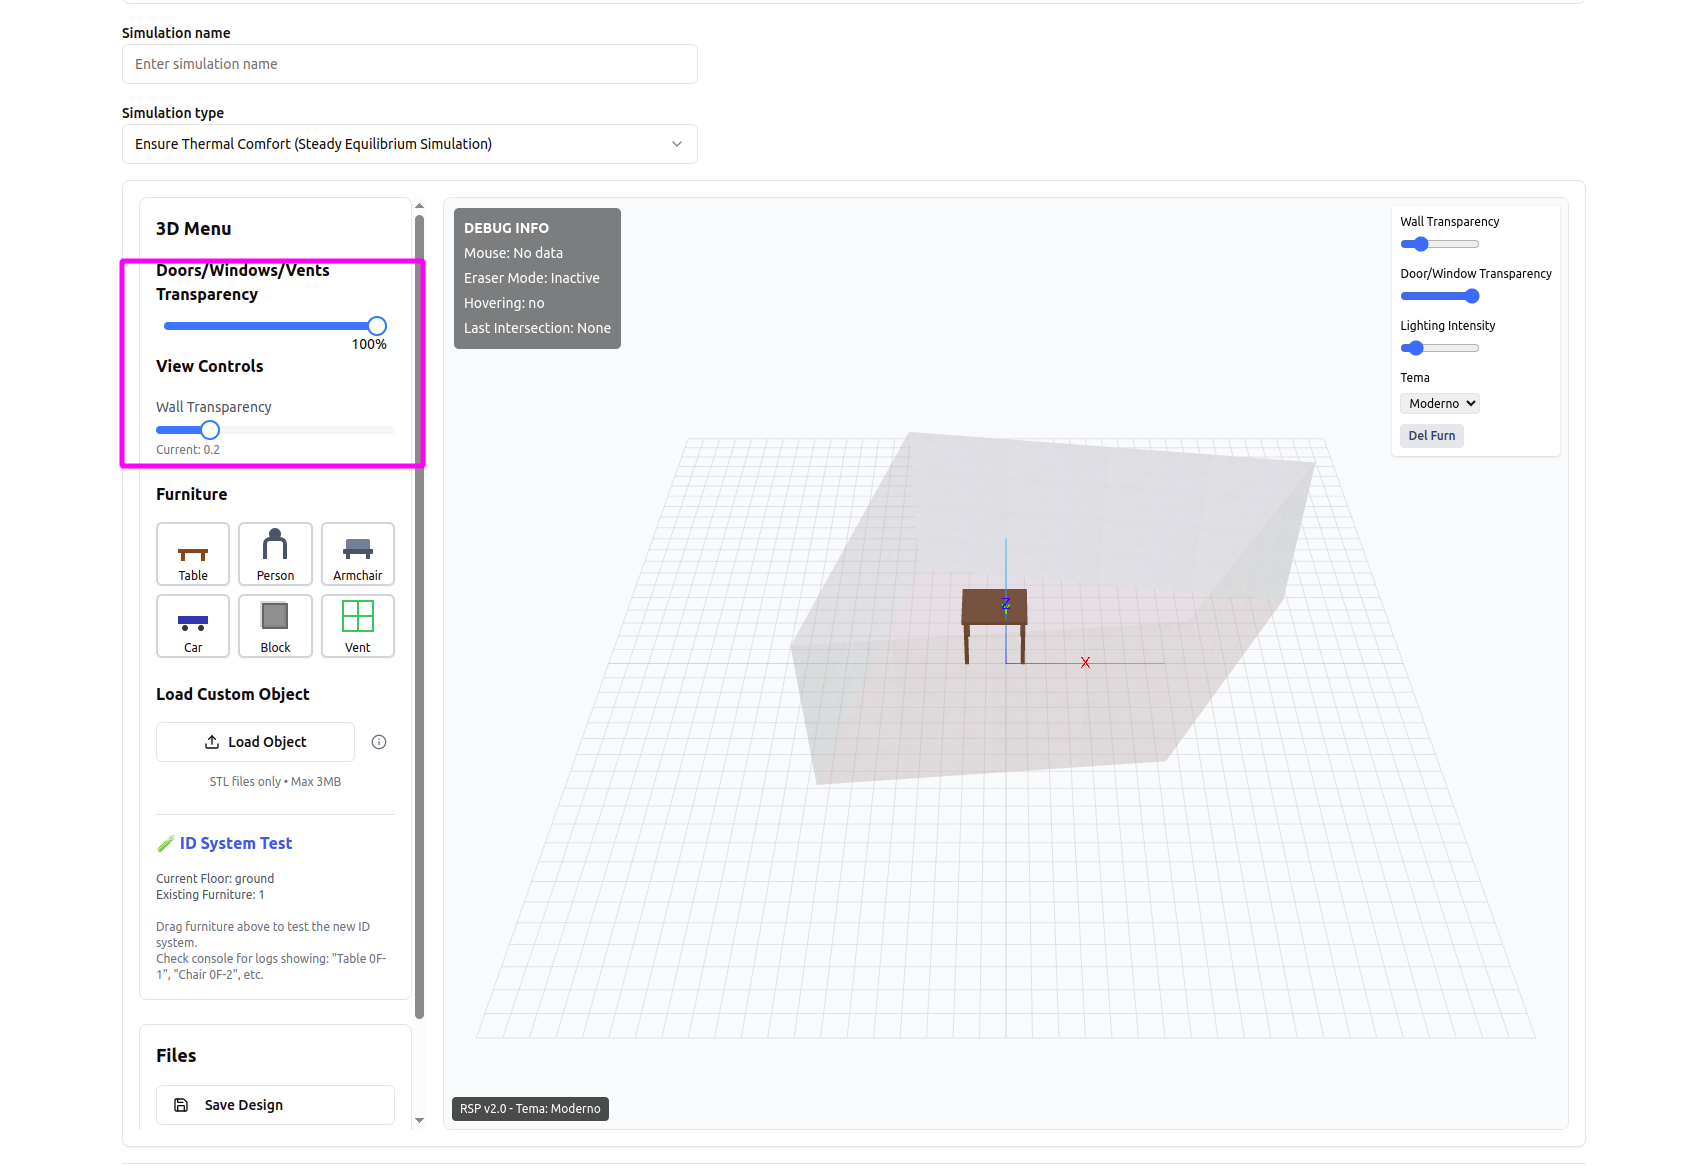 Simulation name
Enter simulation name
Simulation type
Ensure Thermal Comfort (Steady Equilibrium Simulation)
3D Menu
Doors/Windows/Vents
Transparency
100%
View Controls
Wall Transparency
Current: 0.2
Furniture
Table
Person
Armchair
Car
Block
Vent
Load Custom Object
Load Object
STL files only • Max 3MB
ID System Test
Current Floor: ground
Existing Furniture: 1
Drag furniture above to test the new ID
system.
Check console for logs showing: "Table 0F-
1", "Chair 0F-2", etc.
Files
Save Design
DEBUG INFO
Mouse: No data
Eraser Mode: Inactive
Hovering: no
Last Intersection: None
Z
X
RSP v2.0 - Tema: Moderno
Wall Transparency
Door/Window Transparency
Lighting Intensity
Tema
Moderno
Del Furn